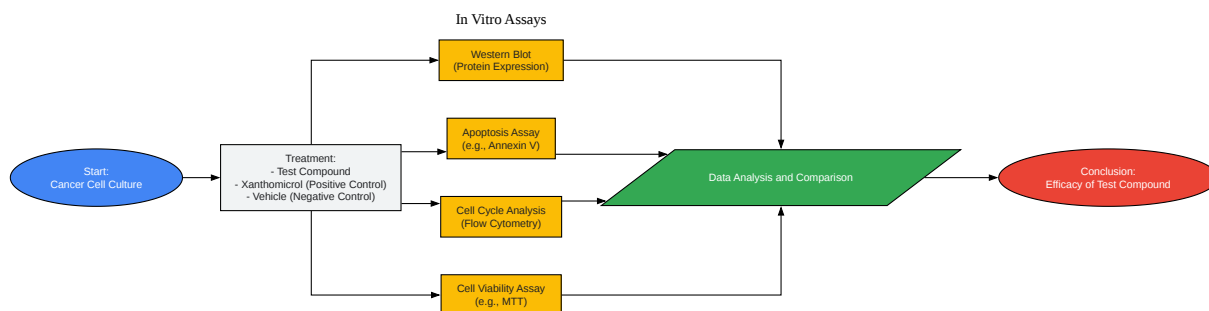 In Vitro Assays
Western Blot
(Protein Expression)
Apoptosis Assay
(e.g., Annexin V)
Start:
Cancer Cell Culture
Treatment:
- Test Compound
- Xanthomicrol (Positive Control)
- Vehicle (Negative Control)
Data Analysis and Comparison
Conclusion:
Efficacy of Test Compound
Cell Cycle Analysis
(Flow Cytometry)
Cell Viability Assay
(e.g., MTT)